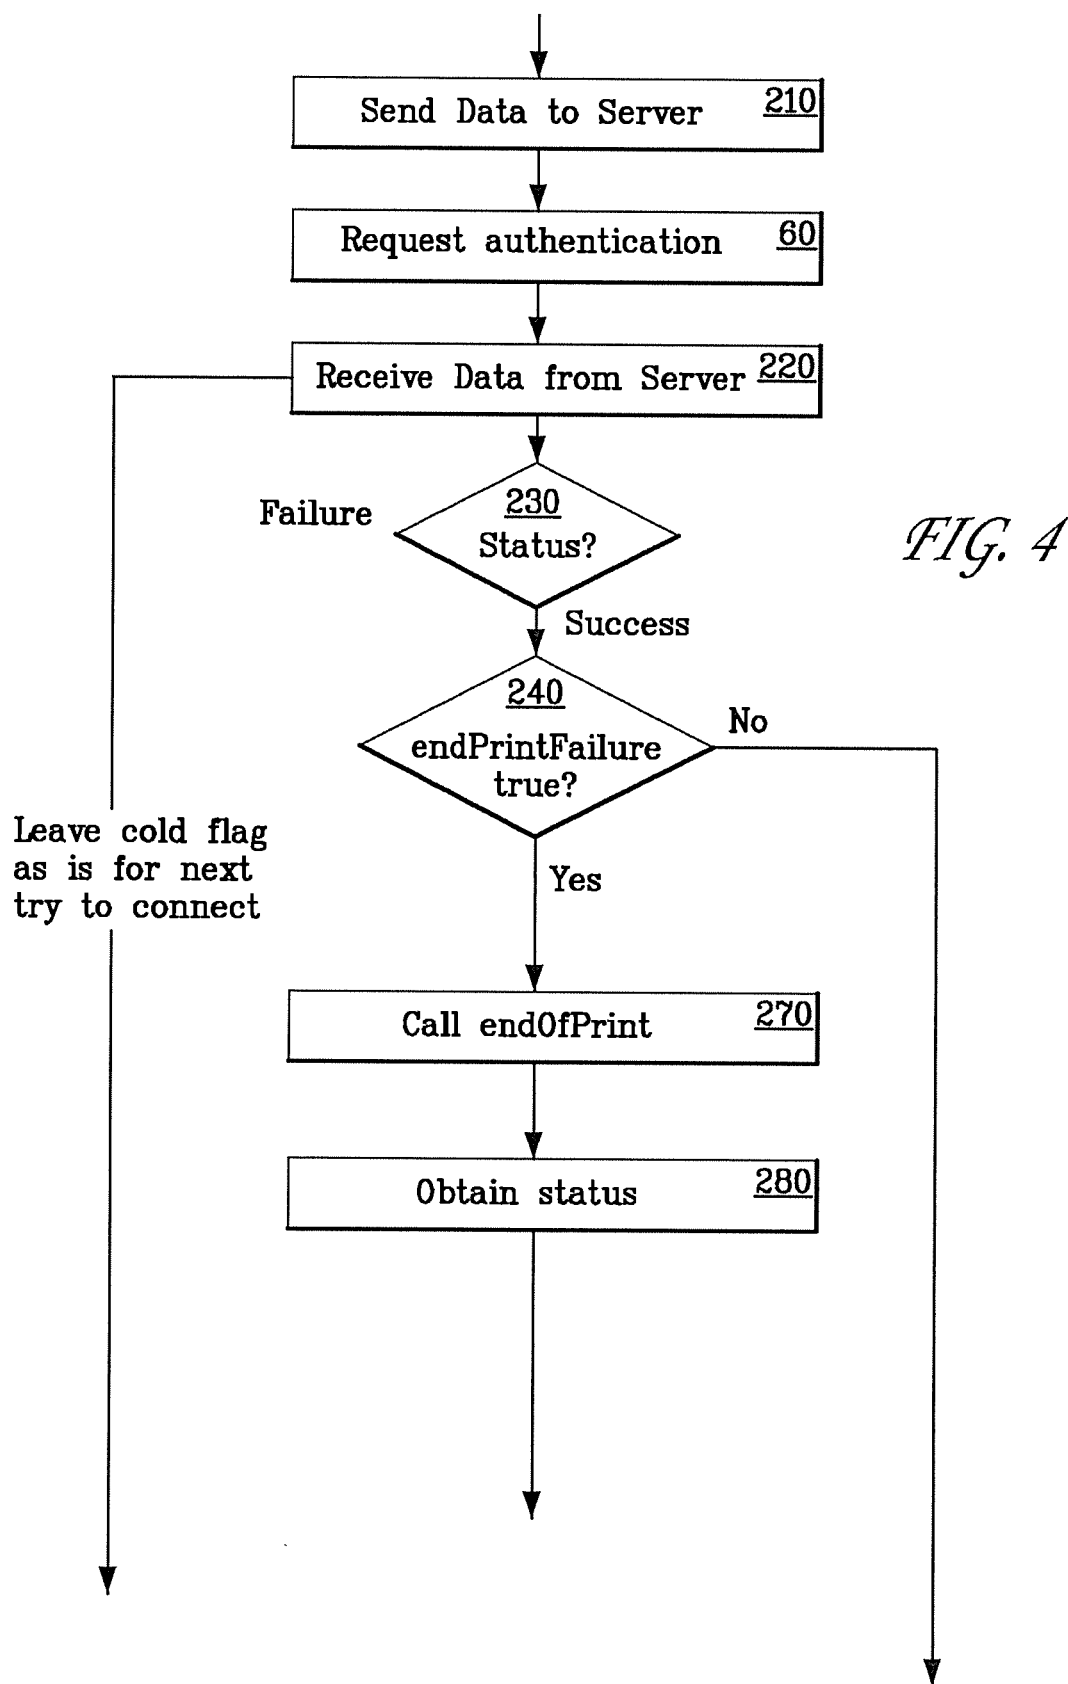 Send Data to Server 210
Request authentication 60
Receive Data from Server 220
230
Failure
Status?
FIG. 4
Success
240
No
endPrintFailure
true?
Leave cold flag
as is for next
try to connect
Yes
Call endOfPrint 270
Obtain status 280